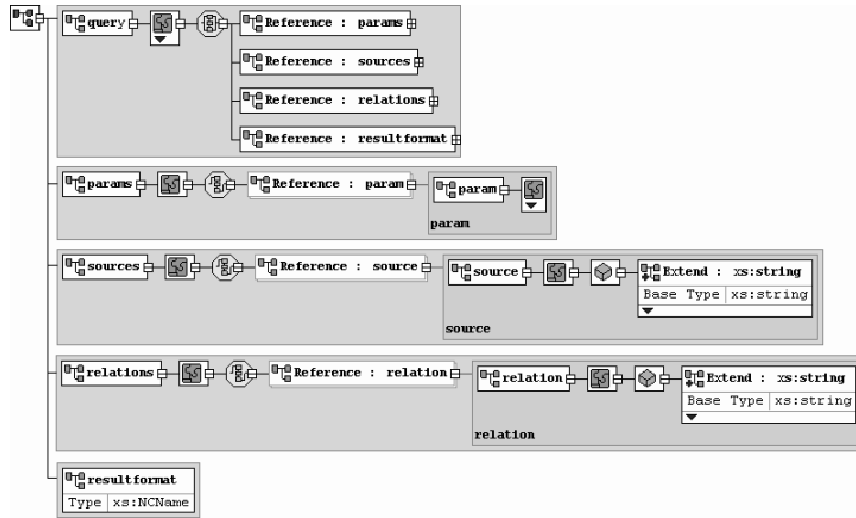 query
Reference : params
Reference : sources
Reference : relations
Reference : resultformat
params
Reference : param
param
param
sources
Reference : source
source
Extend : xs:string
Base Type xs:string
source
relations
Reference : relation
relation
Extend : xs:string
Base Type xs:string
relation
resultformat
Type xs:NCName